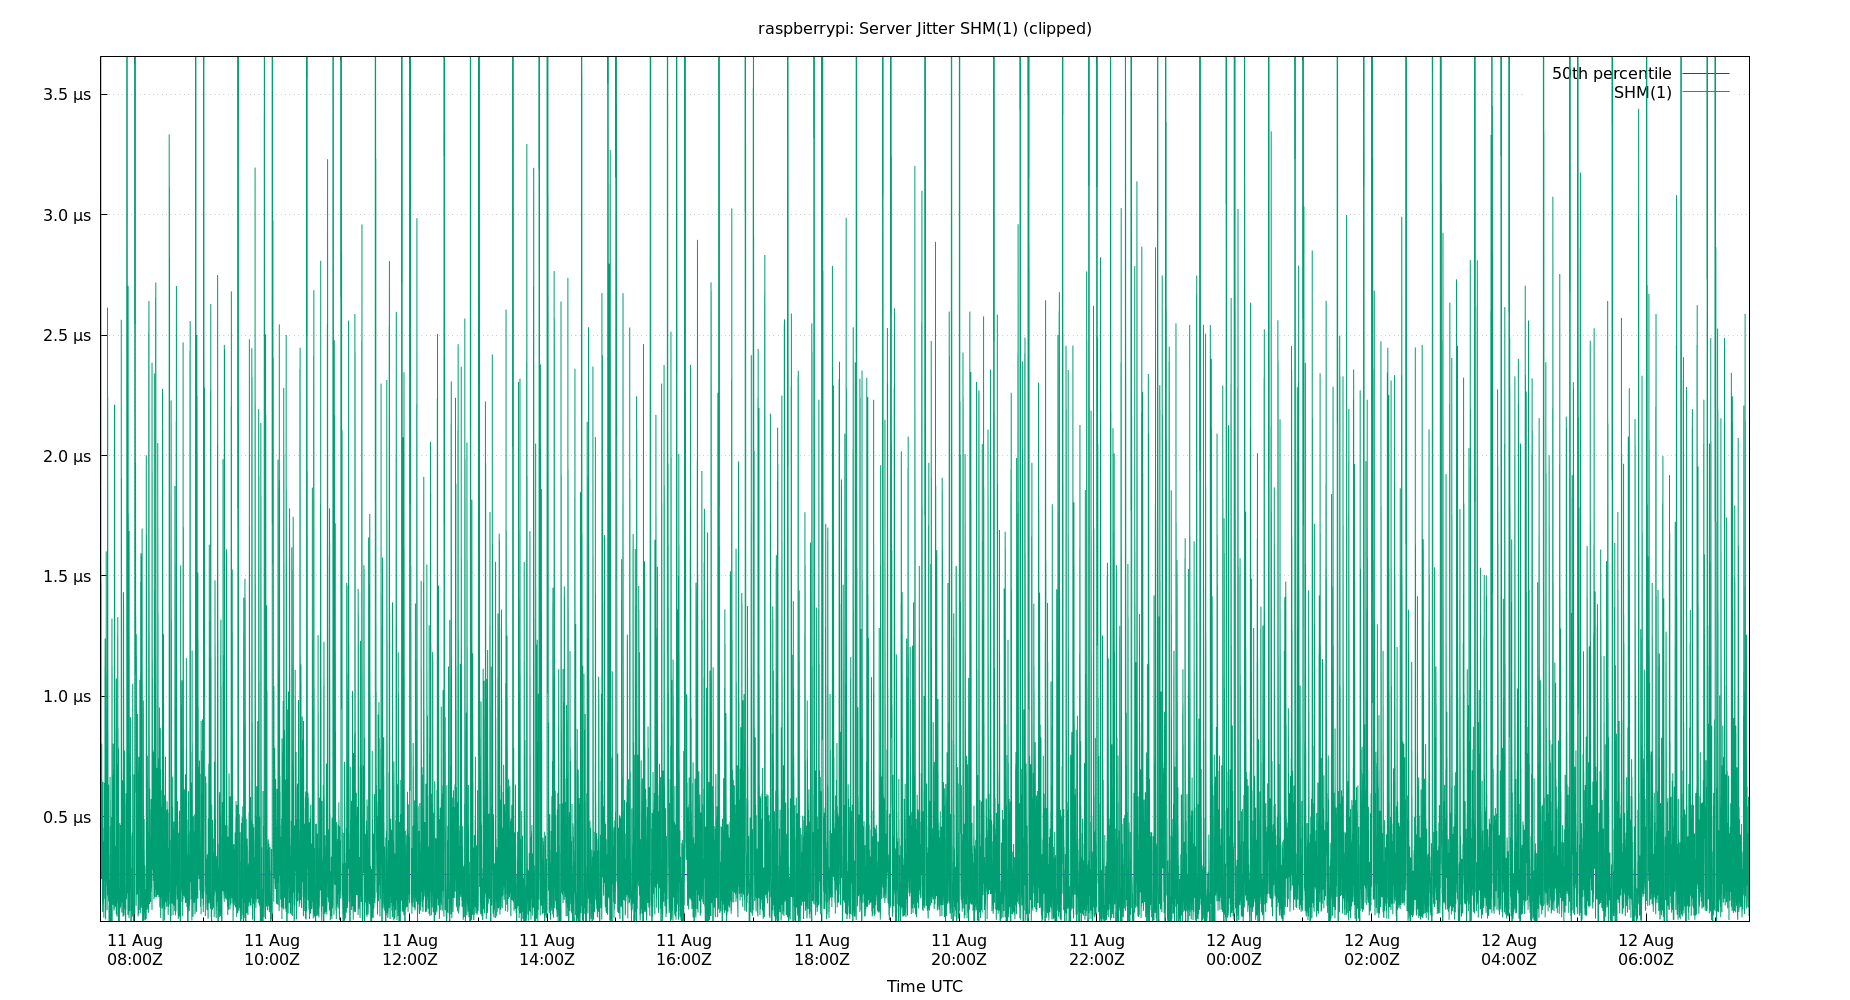 raspberrypi: Server Jitter SHM(1) (clipped)
50th percentile
SHM(1)
3.5 µs
3.0 µs
2.5 µs
2.0 µs
1.5 µs
1.0 µs
0.5 µs
11 Aug 11 Aug 11 Aug 11 Aug 11 Aug 11 Aug 11 Aug 11 Aug 12 Aug 12 Aug 12 Aug 12 Aug
08:00Z 10:00Z 12:00Z 14:00Z 16:00Z 18:00Z 20:00Z 22:00Z 00:00Z 02:00Z 04:00Z 06:00Z
Time UTC